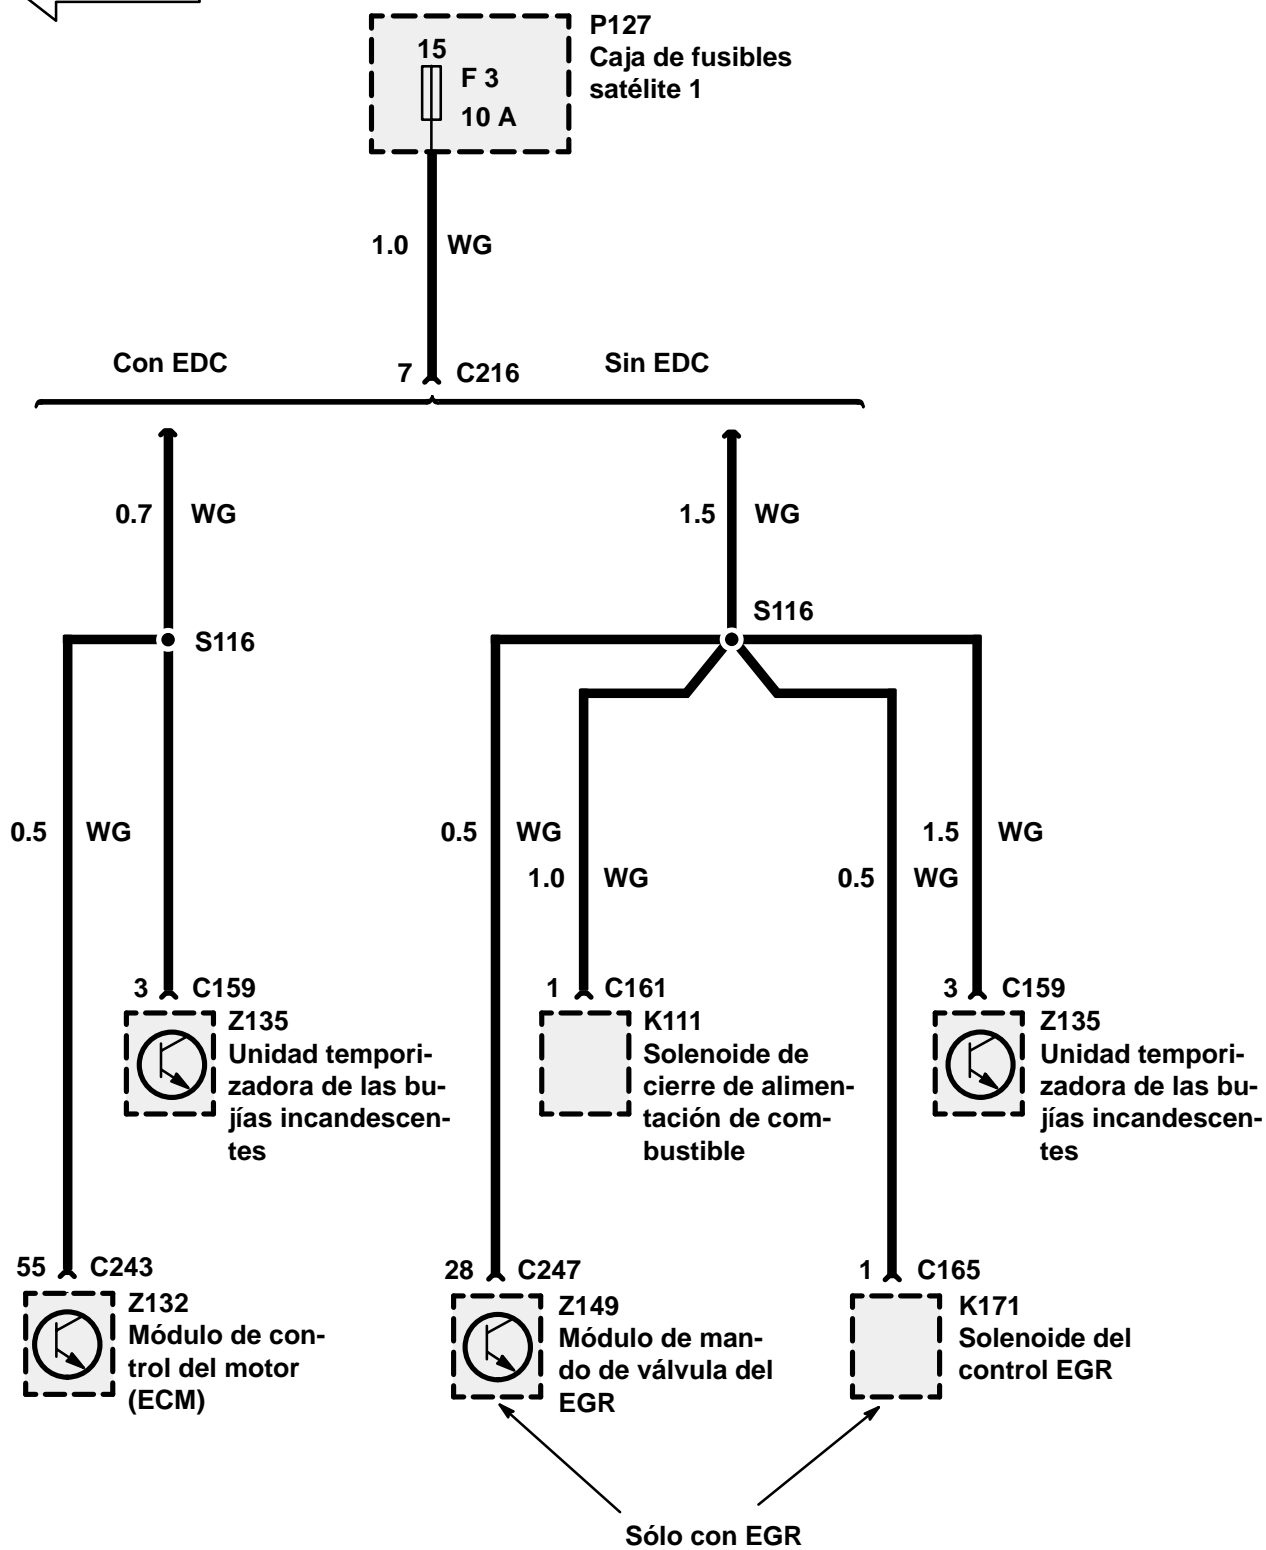 P127
Caja de fusibles
satélite 1
15
F 3
10 A
1.0 WG
Con EDC
7 C216
Sin EDC
0.7 WG
1.5 WG
S116
S116
0.5 WG
0.5 WG
1.5 WG
1.0 WG
0.5 WG
3 C159
Z135
Unidad tempori-
zadora de las bu-
jías incandescen-
tes
1 C161
K111
Solenoide de
cierre de alimen-
tación de com-
bustible
3 C159
Z135
Unidad tempori-
zadora de las bu-
jías incandescen-
tes
55 C243
Z132
Módulo de con-
trol del motor
(ECM)
28 C247
Z149
Módulo de man-
do de válvula del
EGR
1 C165
K171
Solenoide del
control EGR
Sólo con EGR